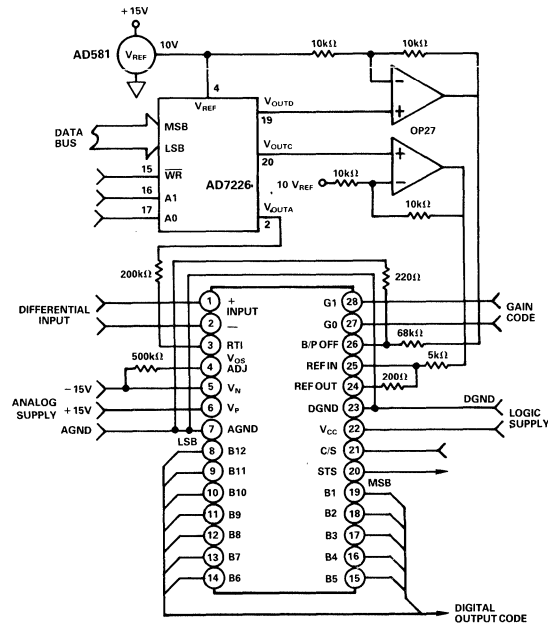 +15V
AD581
VREF
10V
10kΩ
10kΩ
4
VREF
VOUTD
19
OP27
DATA BUS
MSB
LSB
VOUTC
20
15
WR
16
A1
17
A0
AD7226
10 VREF
10kΩ
10kΩ
VOUTA
2
200kΩ
220Ω
DIFFERENTIAL INPUT
1
+
INPUT
2
–
3
RTI
500kΩ
4
VOS ADJ
ANALOG SUPPLY
–15V
5
VN
+15V
6
VP
AGND
7
AGND
LSB
8
B12
9
B11
10
B10
11
B9
12
B8
13
B7
14
B6
G1
28
GAIN CODE
G0
27
B/P OFF
26
68kΩ
REF IN
25
5kΩ
REF OUT
24
200Ω
DGND
23
DGND
LOGIC SUPPLY
VCC
22
C/S
21
STS
20
MSB
B1
19
B2
18
B3
17
B4
16
B5
15
DIGITAL OUTPUT CODE